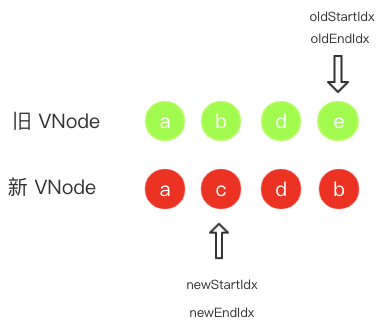 oldStartIdx
oldEndIdx
旧 VNode a b d e
新 VNode a c d b
newStartIdx
newEndIdx